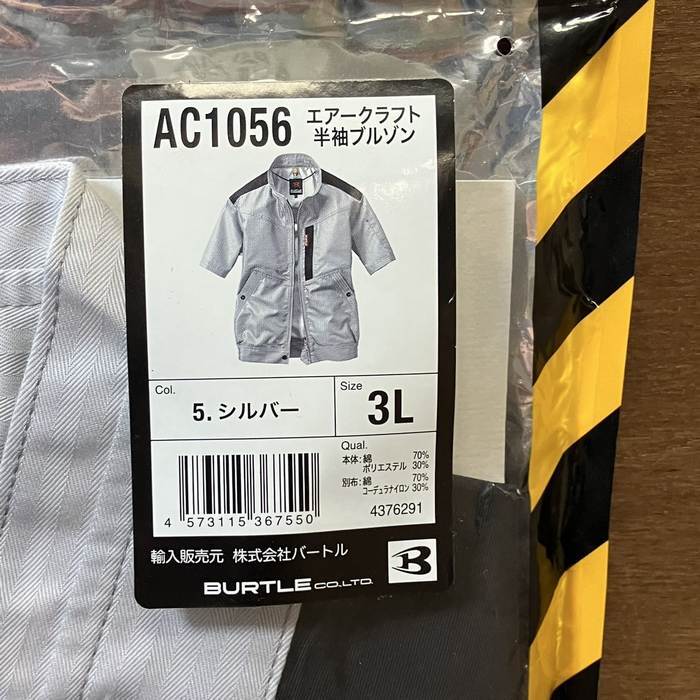 AC1056 エアークラフト
半袖ブルゾン
Col.
5. シルバー
Size
3L
Qual.
本体: 綿 70%
ポリエステル 30%
別布: 綿 70%
コーデュラナイロン 30%
4 573115 367550
4376291
輸入販売元 株式会社バートル
BURTLE CO.,LTD.